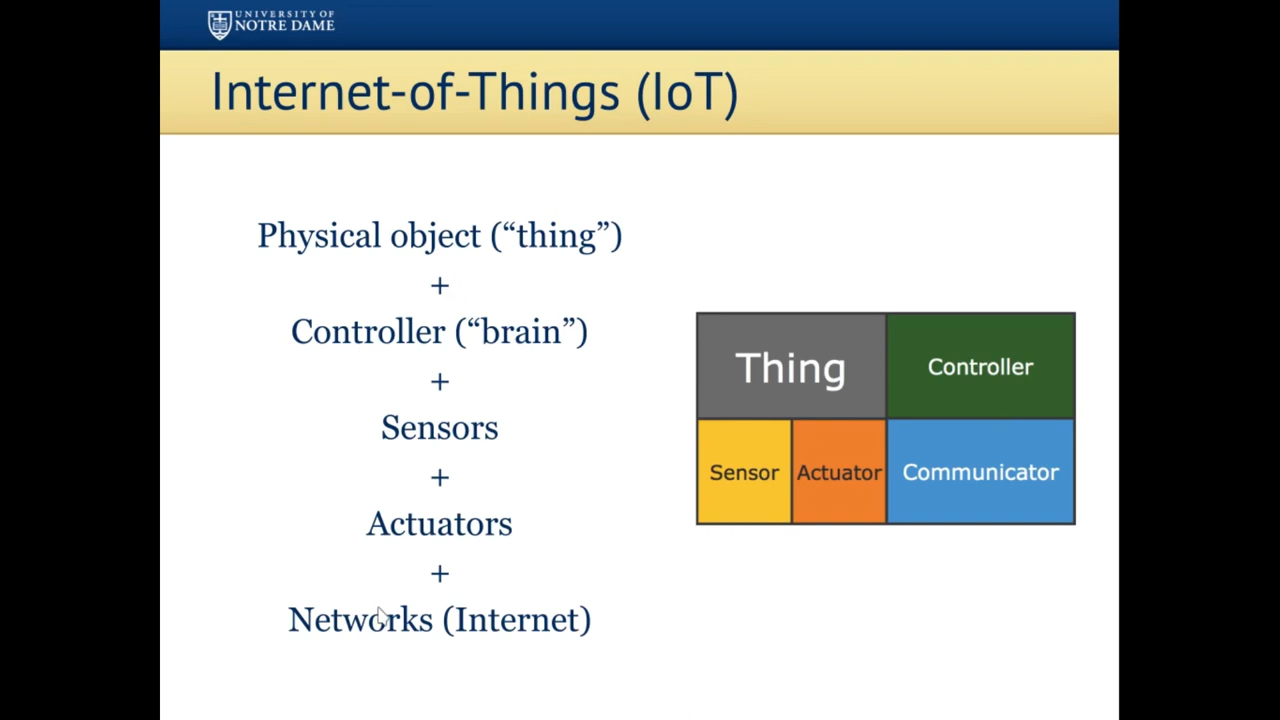 UNIVERSITY OF
NOTRE DAME
Internet-of-Things (IoT)
Physical object (“thing”)
+
Controller (“brain”)
+
Sensors
+
Actuators
+
Networks (Internet)
Thing
Controller
Sensor
Actuator
Communicator